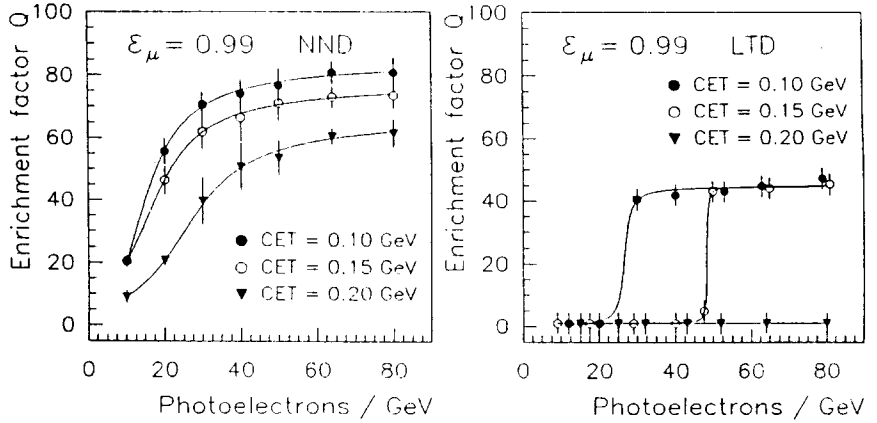 Enrichment factor Q
100
80
60
40
20
0
ε_μ = 0.99 NND
CET = 0.10 GeV
CET = 0.15 GeV
CET = 0.20 GeV
0 20 40 60 80
Photoelectrons / GeV
Enrichment factor Q
100
80
60
40
20
0
ε_μ = 0.99 LTD
CET = 0.10 GeV
CET = 0.15 GeV
CET = 0.20 GeV
0 20 40 60 80
Photoelectrons / GeV